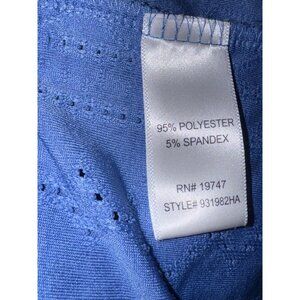 95% POLYESTER
5% SPANDEX
RN# 19747
STYLE# 931982HA